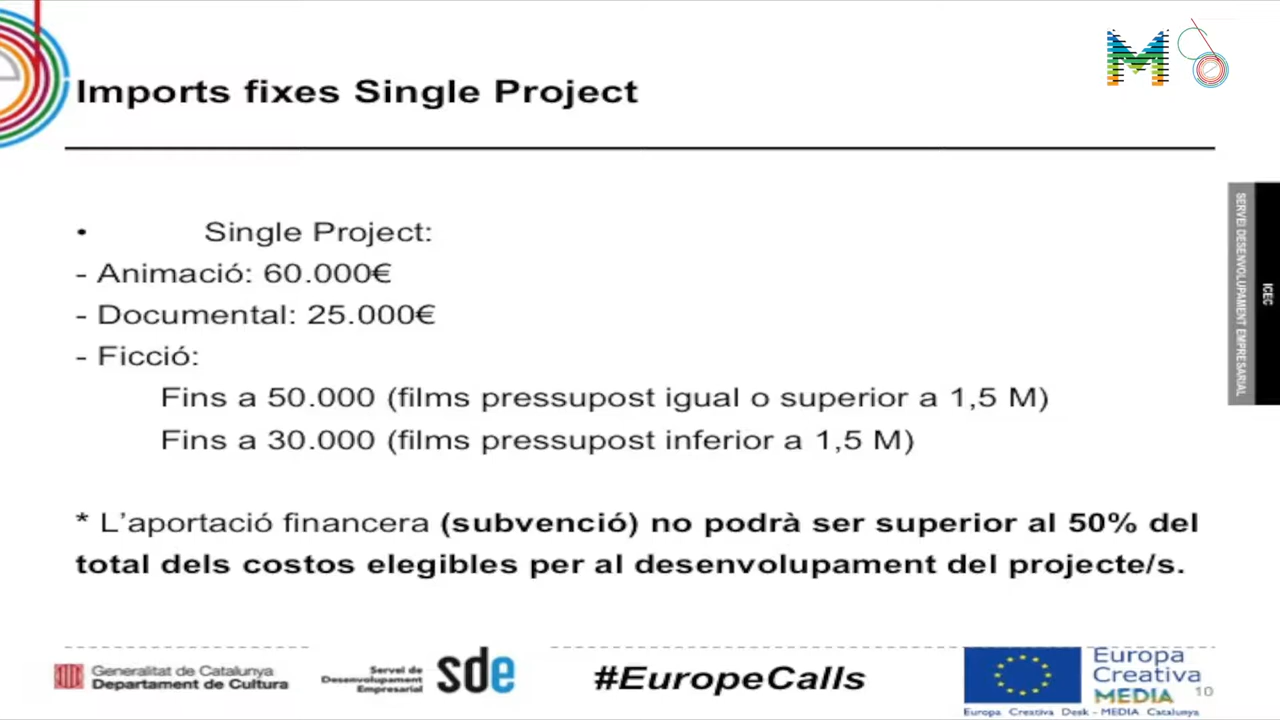 Imports fixes Single Project
• Single Project:
- Animació: 60.000€
- Documental: 25.000€
- Ficció:
Fins a 50.000 (films pressupost igual o superior a 1,5 M)
Fins a 30.000 (films pressupost inferior a 1,5 M)
* L’aportació financera (subvenció) no podrà ser superior al 50% del
total dels costos elegibles per al desenvolupament del projecte/s.
SERVEI DESENVOLUPAMENT EMPRESARIAL
ICEC
Generalitat de Catalunya
Departament de Cultura
Servei de
Desenvolupament
Empresarial
sde
#EuropeCalls
Europa
Creativa
MEDIA
10
Europa Creativa Desk - MEDIA Catalunya
M